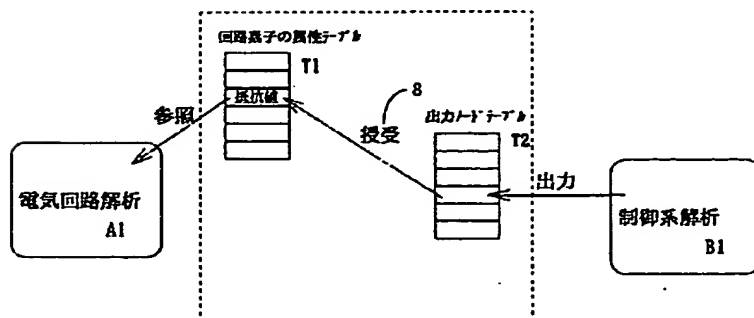 回路素子の属性テーブル
T1
抵抗値
参照
8
授受
出力ノードテーブル
T2
出力
電気回路解析
A1
制御系解析
B1